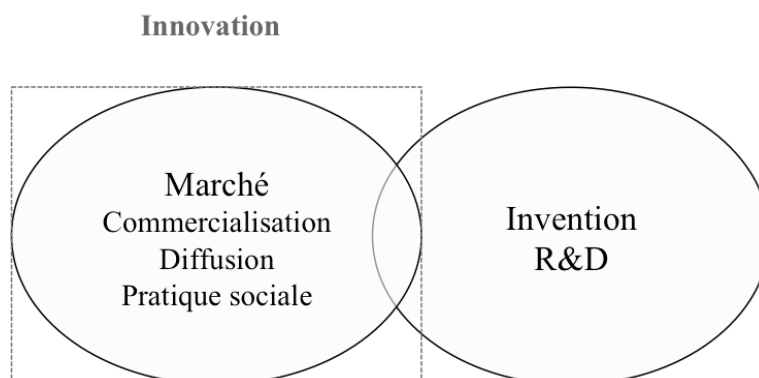 Innovation
Marché
Commercialisation
Diffusion
Pratique sociale
Invention
R&D